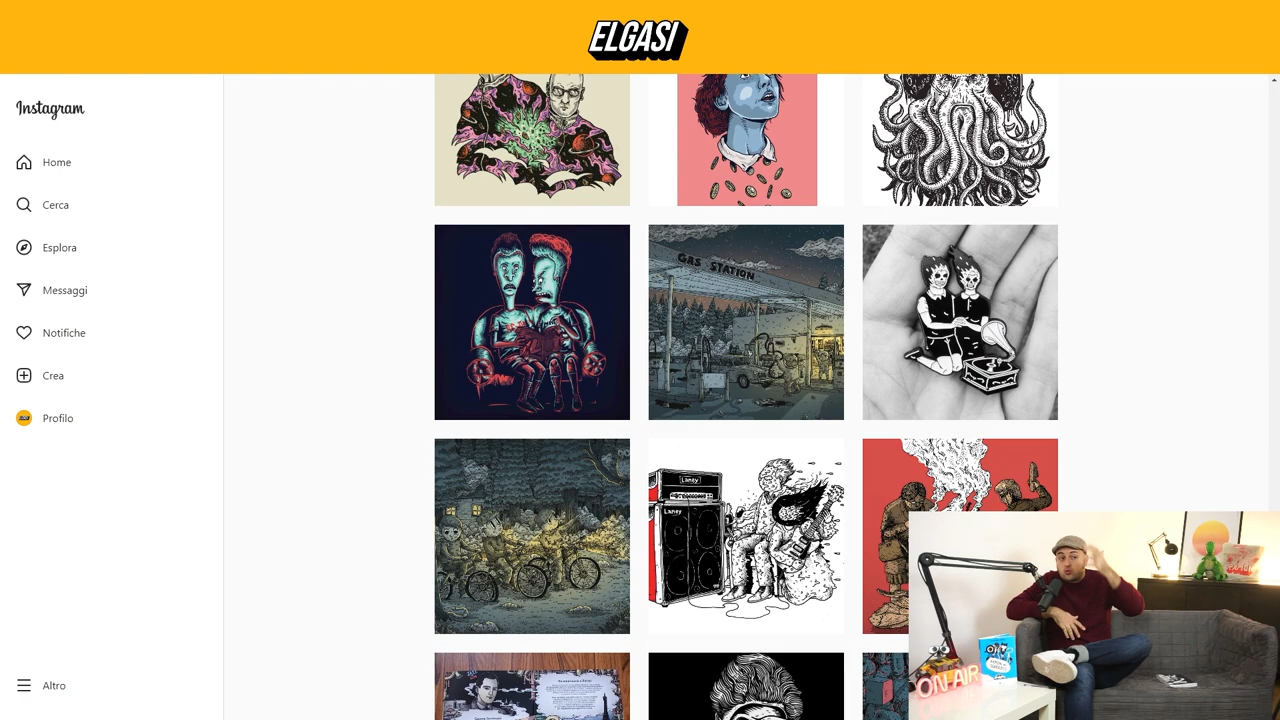 ELGASI
Instagram
Home
Cerca
Esplora
Messaggi
Notifiche
Crea
Profilo
Altro
GAS STATION
Laney
Laney
ON AIR